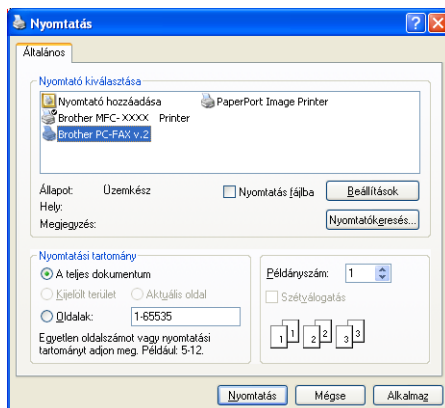 Nyomtatás
Általános
Nyomtató kiválasztása
Nyomtató hozzáadása PaperPort Image Printer
Brother MFC-XXXX Printer
Brother PC-FAX v.2
Állapot: Üzemkész
Nyomtatás fájlba Beállítások
Hely:
Megjegyzés:
Nyomtatókeresés...
Nyomtatási tartomány
A teljes dokumentum
Kijelölt terület Aktuális oldal
Oldalak: 1-65535
Egyetlen oldalszámot vagy nyomtatási
tartományt adjon meg. Például: 5-12.
Példányszám: 1
Szétválogatás
1 1 2 2 3 3
Nyomtatás Mégse Alkalmaz